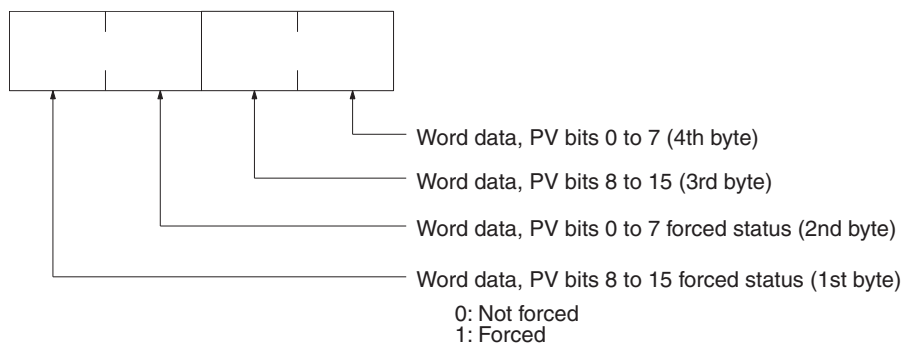 Word data, PV bits 0 to 7 (4th byte)
Word data, PV bits 8 to 15 (3rd byte)
Word data, PV bits 0 to 7 forced status (2nd byte)
Word data, PV bits 8 to 15 forced status (1st byte)
0: Not forced
1: Forced